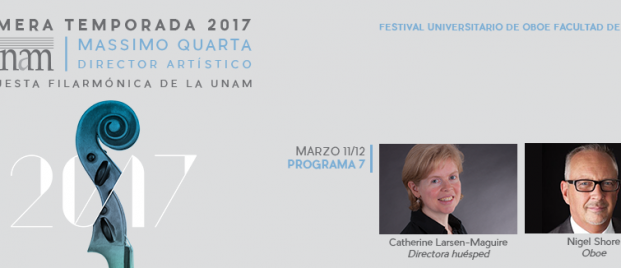 MERA TEMPORADA 2017
nam
MASSIMO QUARTA
DIRECTOR ARTÍSTICO
UESTA FILARMÓNICA DE LA UNAM
2017
FESTIVAL UNIVERSITARIO DE OBOE FACULTAD DE
MARZO 11/12
PROGRAMA 7
Catherine Larsen-Maguire
Directora huésped
Nigel Shore
Oboe